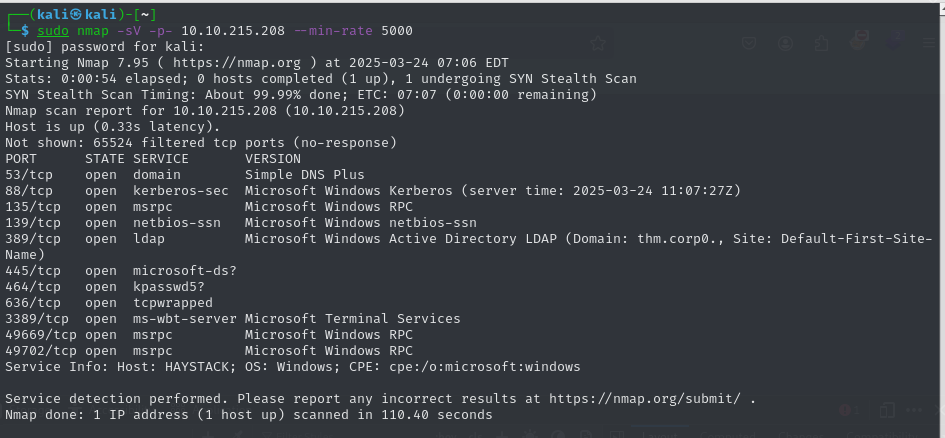 ┌──(kali㉿kali)-[~]
└─$ sudo nmap -sV -p- 10.10.215.208 --min-rate 5000
[sudo] password for kali:
Starting Nmap 7.95 ( https://nmap.org ) at 2025-03-24 07:06 EDT
Stats: 0:00:54 elapsed; 0 hosts completed (1 up), 1 undergoing SYN Stealth Scan
SYN Stealth Scan Timing: About 99.99% done; ETC: 07:07 (0:00:00 remaining)
Nmap scan report for 10.10.215.208 (10.10.215.208)
Host is up (0.33s latency).
Not shown: 65524 filtered tcp ports (no-response)
PORT      STATE SERVICE       VERSION
53/tcp    open  domain        Simple DNS Plus
88/tcp    open  kerberos-sec  Microsoft Windows Kerberos (server time: 2025-03-24 11:07:27Z)
135/tcp   open  msrpc         Microsoft Windows RPC
139/tcp   open  netbios-ssn   Microsoft Windows netbios-ssn
389/tcp   open  ldap          Microsoft Windows Active Directory LDAP (Domain: thm.corp0., Site: Default-First-Site-
Name)
445/tcp   open  microsoft-ds?
464/tcp   open  kpasswd5?
636/tcp   open  tcpwrapped
3389/tcp  open  ms-wbt-server Microsoft Terminal Services
49669/tcp open  msrpc         Microsoft Windows RPC
49702/tcp open  msrpc         Microsoft Windows RPC
Service Info: Host: HAYSTACK; OS: Windows; CPE: cpe:/o:microsoft:windows

Service detection performed. Please report any incorrect results at https://nmap.org/submit/ .
Nmap done: 1 IP address (1 host up) scanned in 110.40 seconds